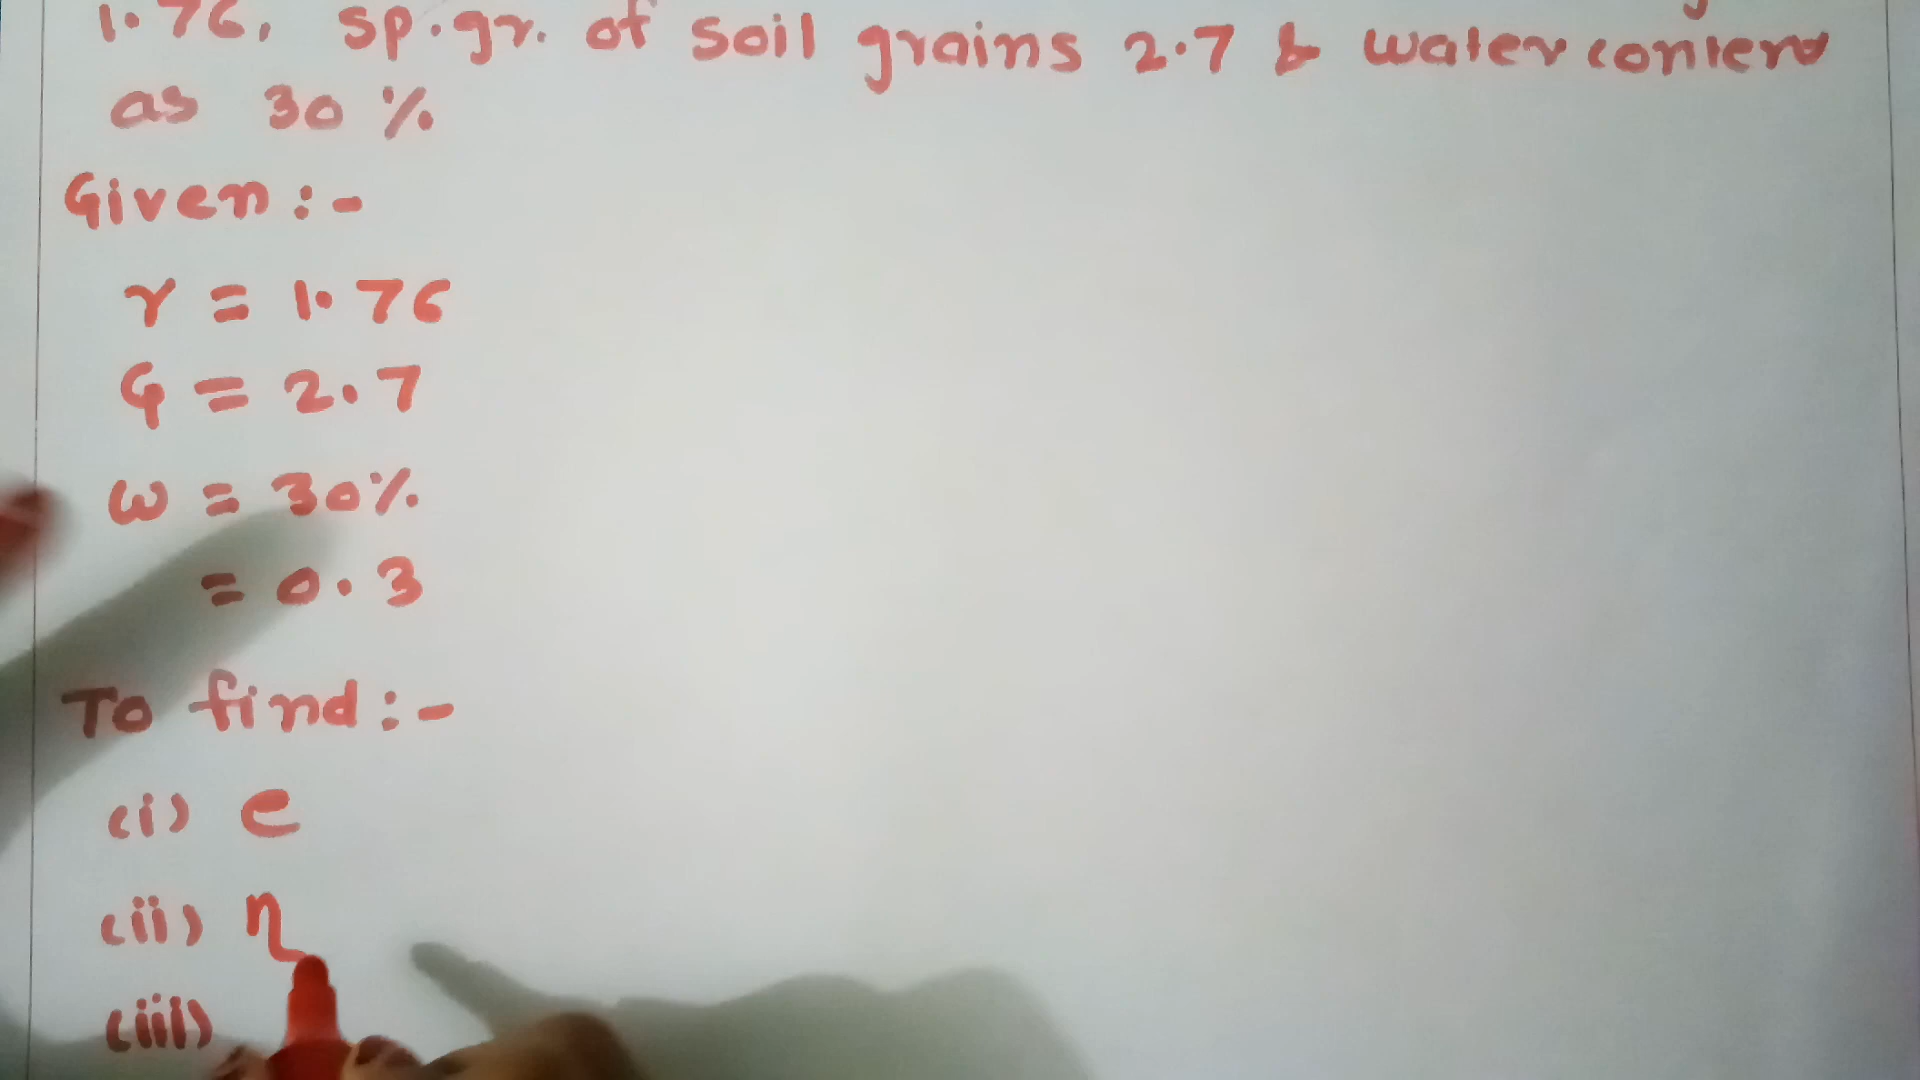 1.76, sp.gr. of soil grains 2.7 & water content
as 30 %
Given :-
γ = 1.76
G = 2.7
ω = 30%
= 0.3
To find :-
(i) e
(ii) η
(iii)